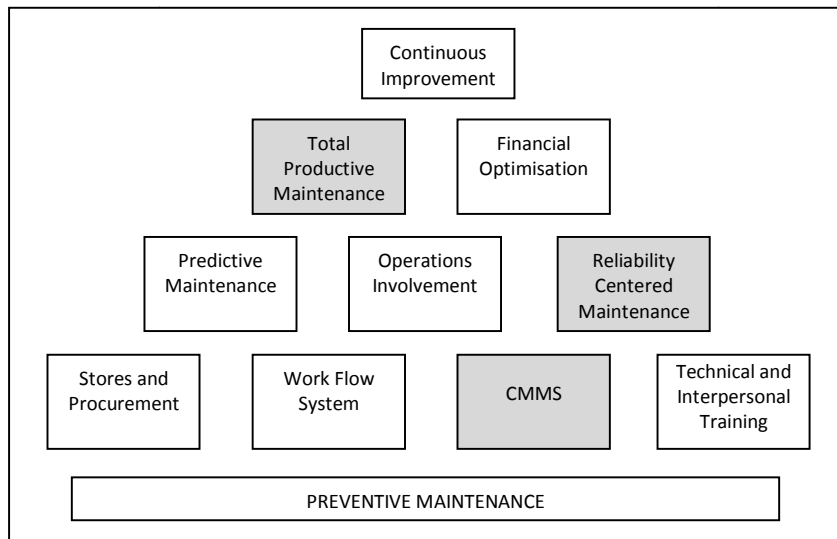 Continuous
Improvement
Total
Productive
Maintenance
Financial
Optimisation
Predictive
Maintenance
Operations
Involvement
Reliability
Centered
Maintenance
Stores and
Procurement
Work Flow
System
CMMS
Technical and
Interpersonal
Training
PREVENTIVE MAINTENANCE